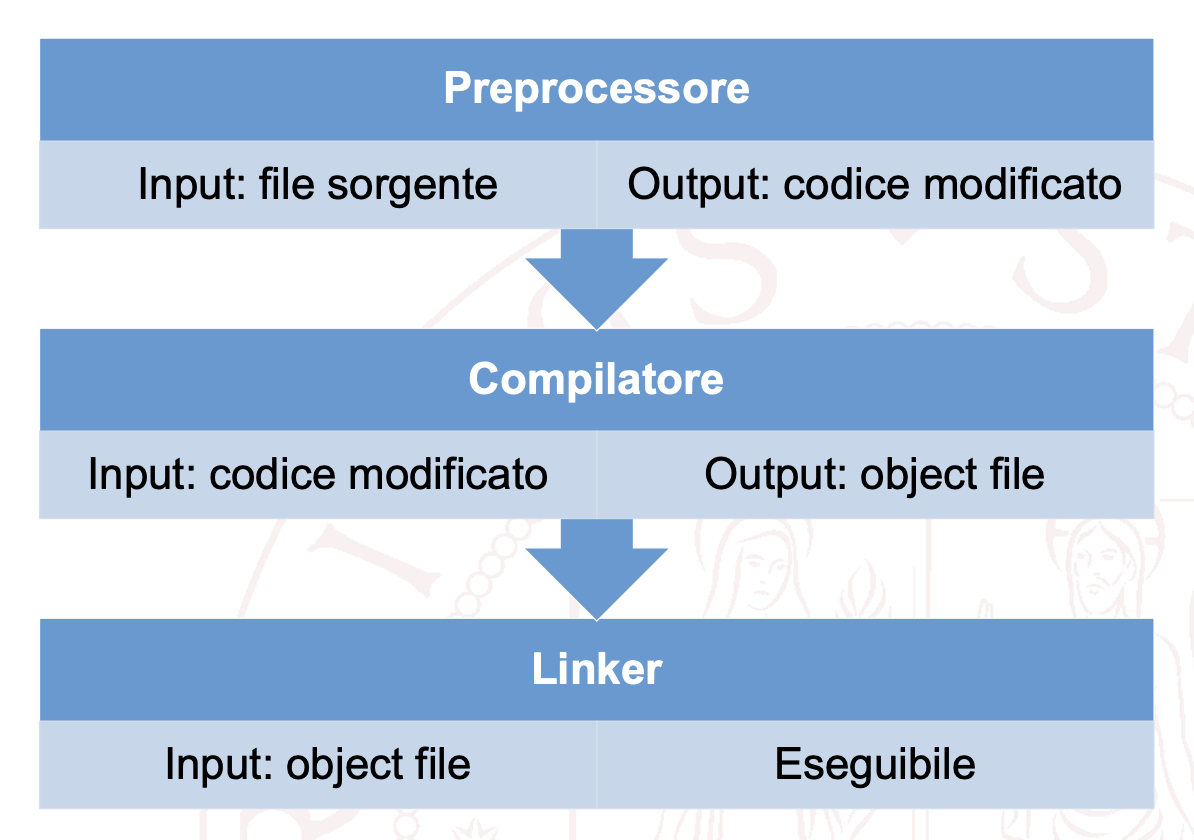 Preprocessore
Input: file sorgente
Output: codice modificato
Compilatore
Input: codice modificato
Output: object file
Linker
Input: object file
Eseguibile